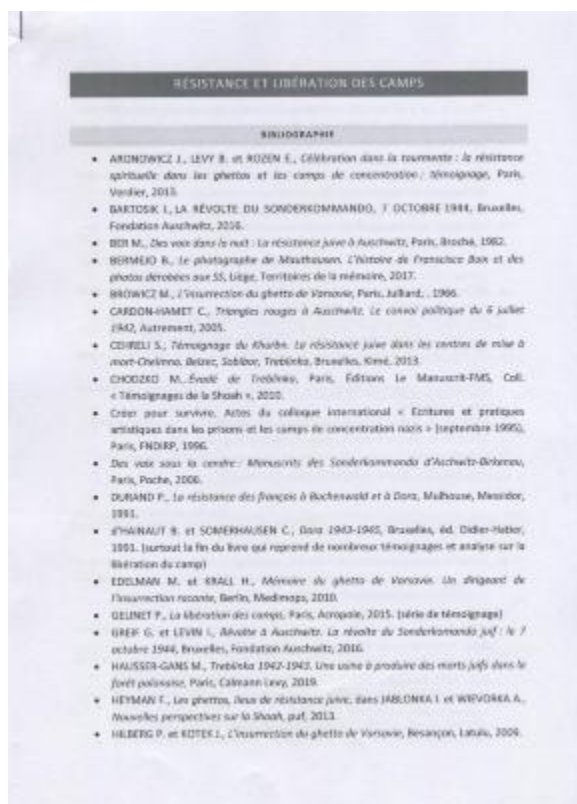 RÉSISTANCE ET LIBÉRATION DES CAMPS
BIBLIOGRAPHIE
• ARONOWICZ J., LEVY B. et ROZEN E., Célébration dans la tourmente : la résistance
spirituelle dans les ghettos et les camps de concentration : témoignage, Paris,
Verdier, 2013.
• BARTOSIK I., LA RÉVOLTE DU SONDERKOMMANDO, 7 OCTOBRE 1944, Bruxelles,
Fondation Auschwitz, 2016.
• BER M., Des voix dans la nuit : La résistance juive à Auschwitz, Paris, Broché, 1982.
• BERMEJO B., Le photographe de Mauthausen. L'histoire de Francisco Boix et des
photos dérobées aux SS, Liège, Territoires de la mémoire, 2017.
• BROWICZ M., L'insurrection du ghetto de Varsovie, Paris, Julliard, . 1966.
• CARDON-HAMET C., Triangles rouges à Auschwitz. Le convoi politique du 6 juillet
1942, Autrement, 2005.
• S., Témoignage du Khurbn. La résistance juive dans les centres de mise à
mort-Chelmno, Belzec, Sobibor, Treblinka, Bruxelles, Kimé, 2013.
• CHODZKO M., Évadé de Treblinka, Paris, Editions Le Manuscrit-FMS, Coll.
« Témoignages de la Shoah », 2010.
• Créer pour survivre. Actes du colloque international « Ecritures et pratiques
artistiques dans les prisons et les camps de concentration nazis » (septembre 1995),
Paris, FNDIRP, 1996.
• Des voix sous la cendre : Manuscrits des Sonderkommando d'Aschwitz-Birkenau,
Paris, Poche, 2006.
• DURAND P., La résistance des français à Buchenwald et à Dora, Mulhouse, Messidor,
1991.
• d'HAINAUT B. et SOMERHAUSEN C., Dora 1943-1945, Bruxelles, éd. Didier-Hatier,
1991. (surtout la fin du livre qui reprend de nombreux témoignages et analyse sur la
libération du camp)
• EDELMAN M. et KRALL H., Mémoire du ghetto de Varsovie. Un dirigeant de
l'insurrection raconte, Berlin, Medimops, 2010.
• GELINET P., La libération des camps, Paris, Acropole, 2015. (série de témoignage)
• GREIF G. et LEVIN I., Révolte à Auschwitz. La révolte du Sonderkomando juif : le 7
octobre 1944, Bruxelles, Fondation Auschwitz, 2016.
• HAUSSER-GANS M., Treblinka 1942-1943. Une usine à produire des morts juifs dans la
forêt polonaise, Paris, Calmann Levy, 2019.
• HEYMAN F., Les ghettos, lieux de résistance juive, dans JABLONKA I. et WIEVORKA A.,
Nouvelles perspectives sur la Shoah, puf, 2013.
• HILBERG P. et KOTEK J., L'insurrection du ghetto de Varsovie, Besançon, Latulu, 2009.